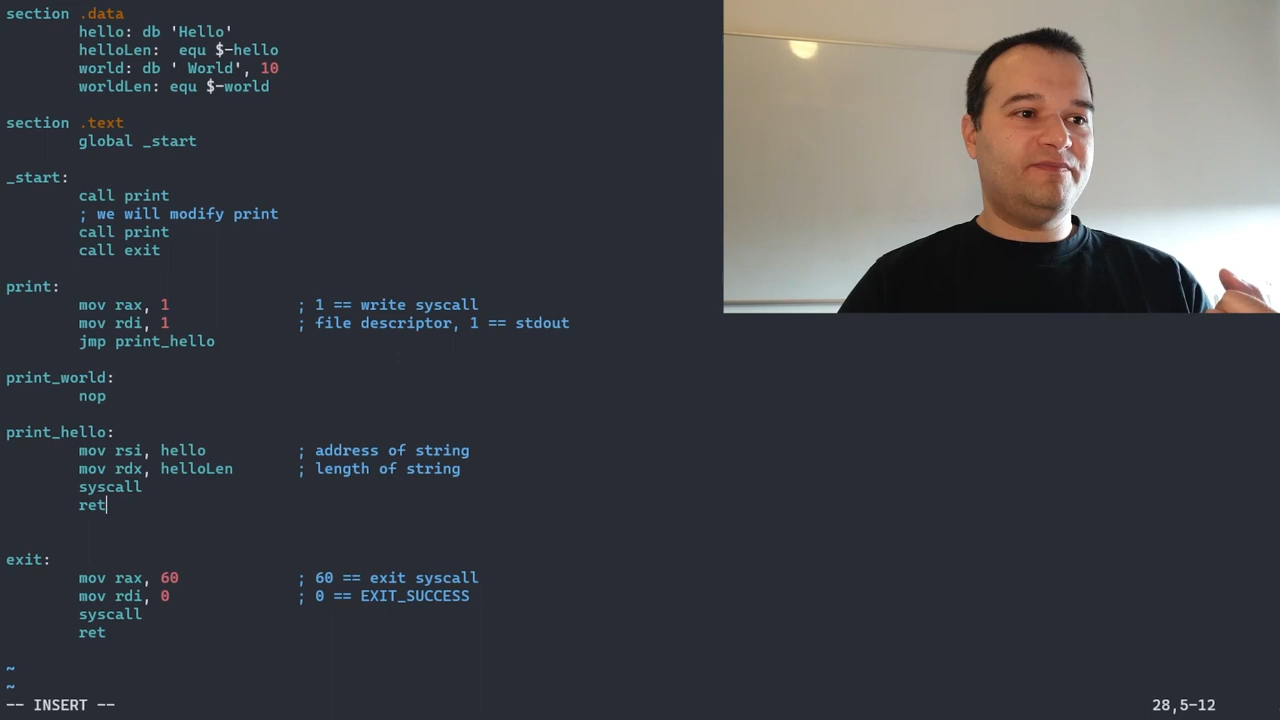 section .data
hello: db 'Hello'
helloLen:  equ $-hello
world: db ' World', 10
worldLen: equ $-world
section .text
global _start
_start:
call print
; we will modify print
call print
call exit
print:
mov rax, 1 ; 1 == write syscall
mov rdi, 1 ; file descriptor, 1 == stdout
jmp print_hello
print_world:
nop
print_hello:
mov rsi, hello ; address of string
mov rdx, helloLen ; length of string
syscall
ret
exit:
mov rax, 60 ; 60 == exit syscall
mov rdi, 0 ; 0 == EXIT_SUCCESS
syscall
ret
~
~
-- INSERT -- 28,5-12